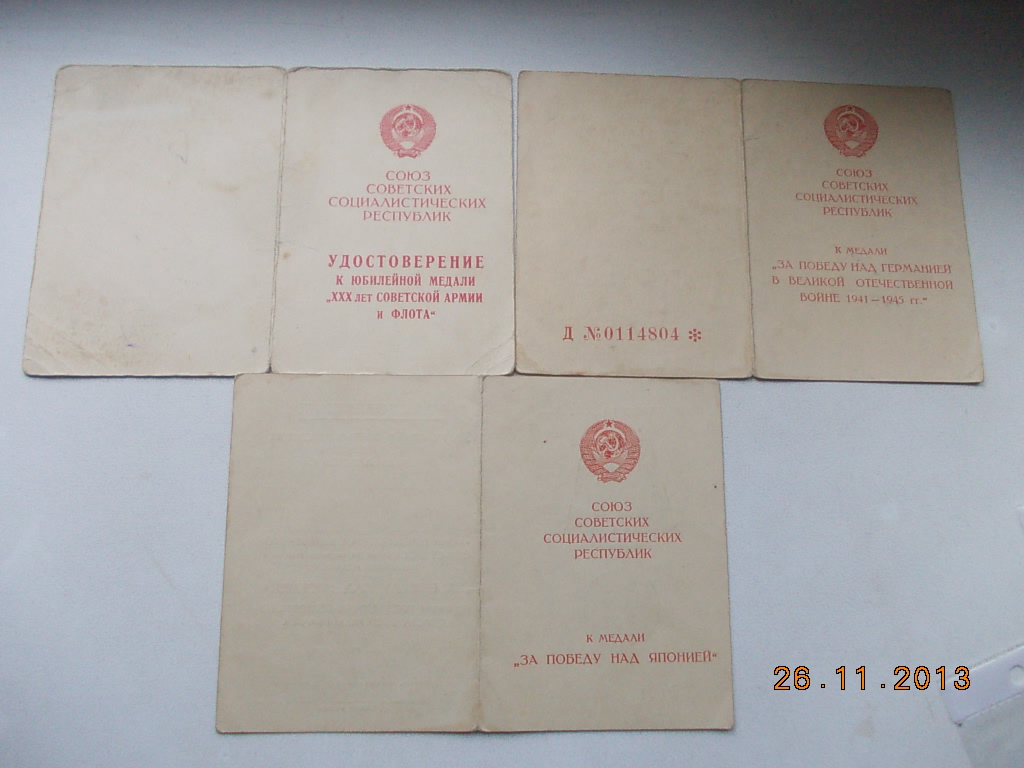 СОЮЗ
СОВЕТСКИХ
СОЦИАЛИСТИЧЕСКИХ
РЕСПУБЛИК
УДОСТОВЕРЕНИЕ
К ЮБИЛЕЙНОЙ МЕДАЛИ
„XXX ЛЕТ СОВЕТСКОЙ АРМИИ
И ФЛОТА“
Д №0114804 *
СОЮЗ
СОВЕТСКИХ
СОЦИАЛИСТИЧЕСКИХ
РЕСПУБЛИК
К МЕДАЛИ
„ЗА ПОБЕДУ НАД ГЕРМАНИЕЙ
В ВЕЛИКОЙ ОТЕЧЕСТВЕННОЙ
ВОЙНЕ 1941—1945 гг.“
СОЮЗ
СОВЕТСКИХ
СОЦИАЛИСТИЧЕСКИХ
РЕСПУБЛИК
К МЕДАЛИ
„ЗА ПОБЕДУ НАД ЯПОНИЕЙ“
26.11.2013